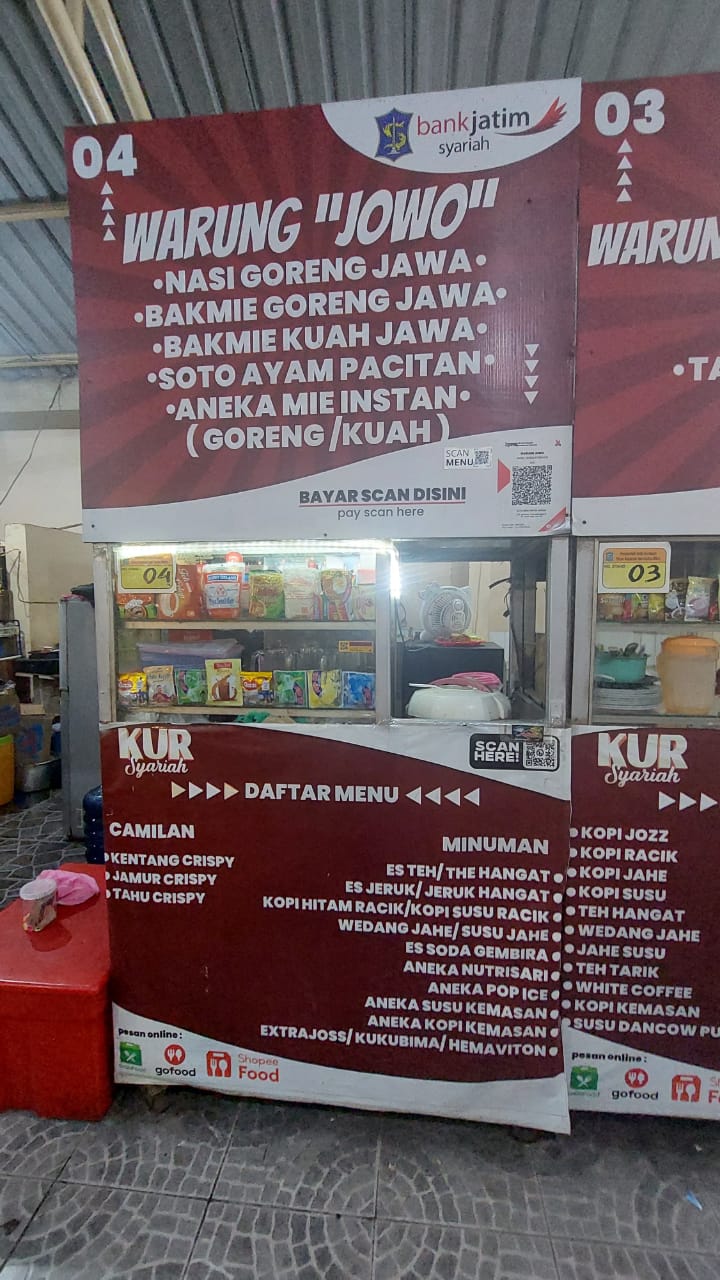 04
bankjatim
syariah
WARUNG "JOWO"
•NASI GORENG JAWA•
•BAKMIE GORENG JAWA•
•BAKMIE KUAH JAWA•
•SOTO AYAM PACITAN•
•ANEKA MIE INSTAN•
( GORENG/KUAH )
SCAN
MENU
BAYAR SCAN DISINI
pay scan here
04
KUR
Syariah
SCAN
HERE!
DAFTAR MENU
CAMILAN
•KENTANG CRISPY
•JAMUR CRISPY
•TAHU CRISPY
MINUMAN
ES TEH/ THE HANGAT•
ES JERUK/ JERUK HANGAT•
KOPI HITAM RACIK/KOPI SUSU RACIK•
WEDANG JAHE/ SUSU JAHE•
ES SODA GEMBIRA•
ANEKA NUTRISARI•
ANEKA POP ICE•
ANEKA SUSU KEMASAN•
ANEKA KOPI KEMASAN•
EXTRAJOSS/ KUKUBIMA/ HEMAVITON•
pesan online :
gofood
Shopee
Food
03
WARUN
•TA
03
KUR
Syariah
•KOPI JOZZ
•KOPI RACIK
•KOPI JAHE
•KOPI SUSU
•TEH HANGAT
•WEDANG JAHE
•JAHE SUSU
•TEH TARIK
•WHITE COFFEE
•KOPI KEMASAN
•SUSU DANCOW PU
pesan online :
gofood